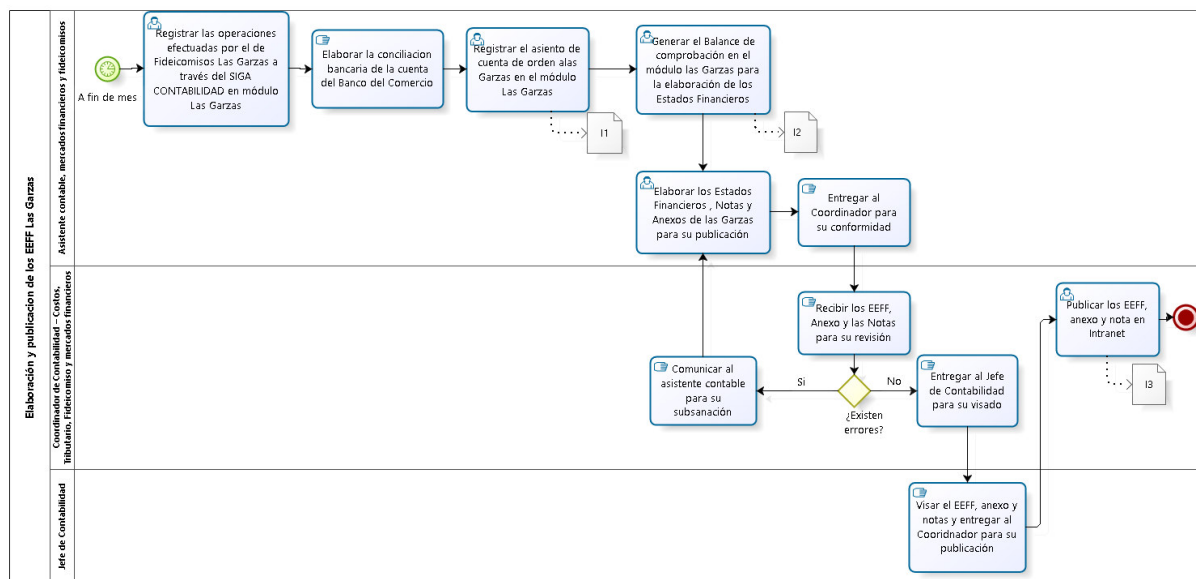 Elaboración y publicacion de los EEFF Las Garzas
Asistente contable, mercados financieros y fideicomisos
A fin de mes
Registrar las operaciones
efectuadas por el de
Fideicomisos Las Garzas a
través del SIGA
CONTABILIDAD en módulo
Las Garzas
Elaborar la conciliacion
bancaria de la cuenta
del Banco del Comercio
Registrar el asiento de
cuenta de orden alas
Garzas en el módulo
Las Garzas
I1
Generar el Balance de
comprobación en el
módulo las Garzas para
la elaboración de los
Estados Financieros
I2
Elaborar los Estados
Financieros , Notas y
Anexos de las Garzas
para su publicación
Entregar al
Coordinador para
su conformidad
Coordinador de Contabilidad – Costos,
Tributario, Fideicomiso y mercados financieros
Recibir los EEFF,
Anexo y las Notas
para su revisión
¿Existen
errores?
Si
No
Comunicar al
asistente contable
para su
subsanación
Entregar al Jefe
de Contabilidad
para su visado
Publicar los EEFF,
anexo y nota en
Intranet
I3
Jefe de Contabilidad
Visar el EEFF, anexo y
notas y entregar al
Cooridnador para su
publicación